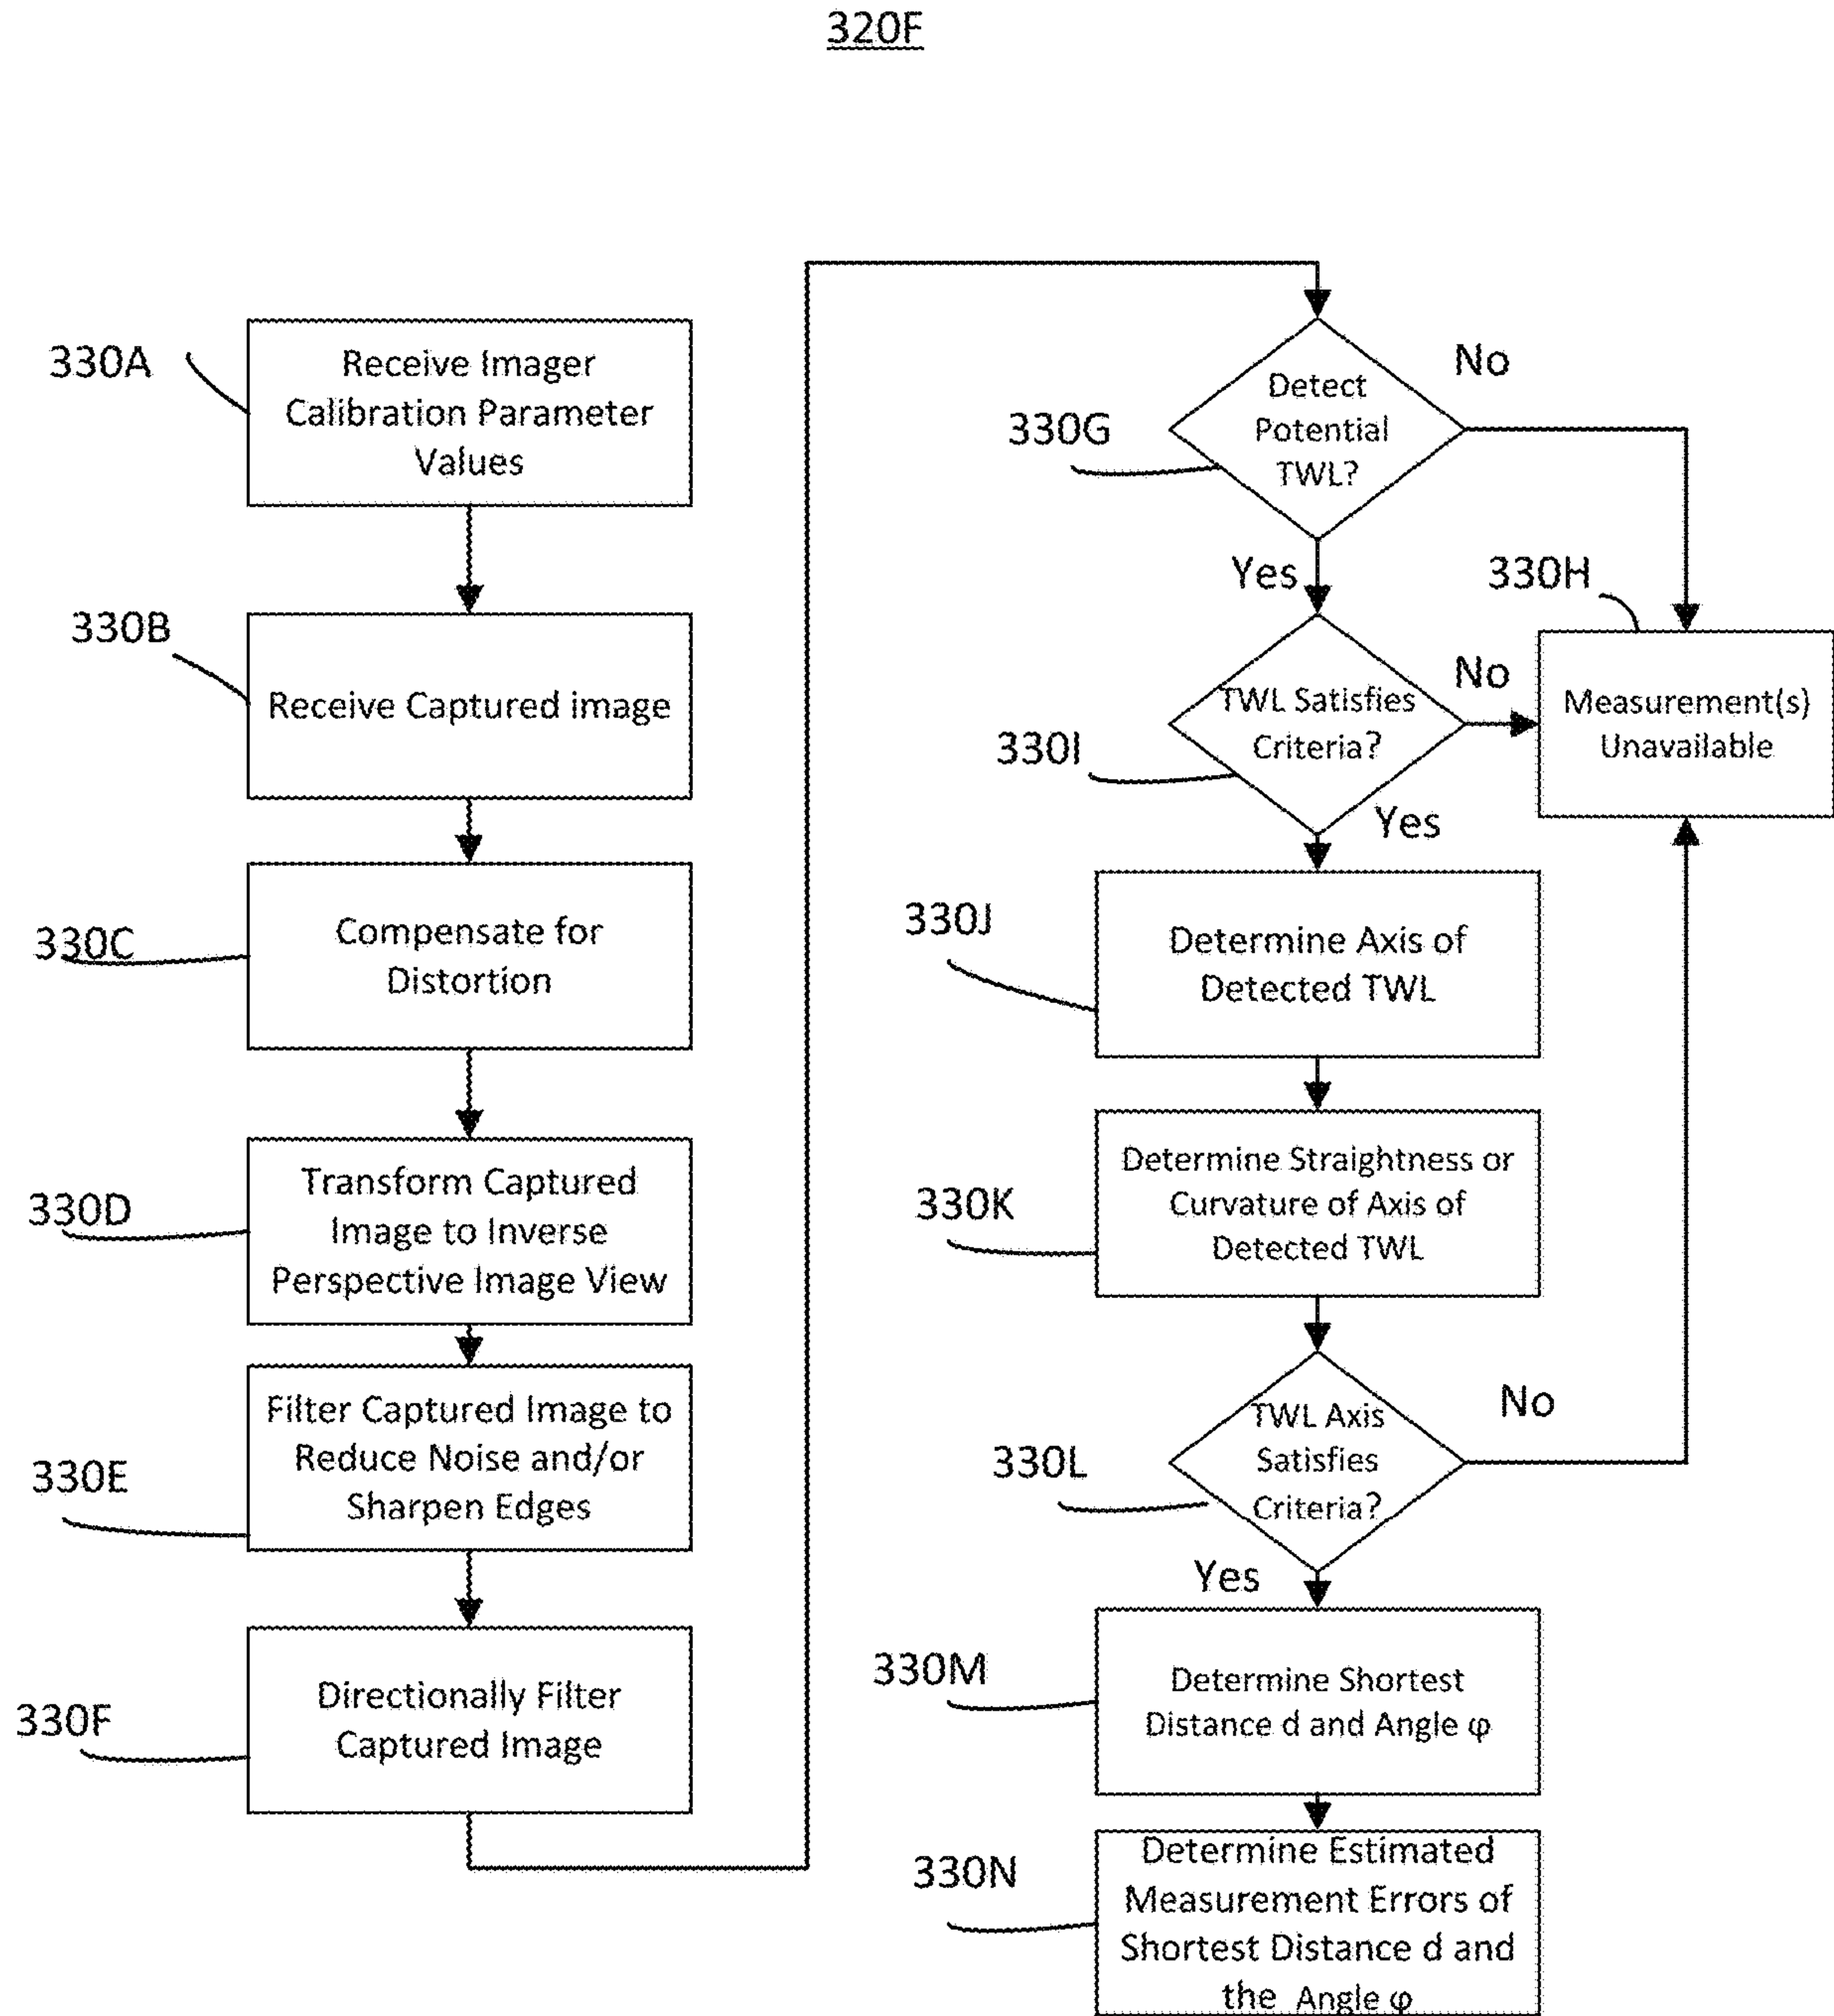 320F
330A
Receive Imager
Calibration Parameter
Values
330B
Receive Captured image
330C
Compensate for
Distortion
330D
Transform Captured
Image to Inverse
Perspective Image View
330E
Filter Captured Image to
Reduce Noise and/or
Sharpen Edges
330F
Directionally Filter
Captured Image
330G
Detect
Potential
TWL?
No
Yes
330H
Measurement(s)
Unavailable
330I
TWL Satisfies
Criteria?
No
Yes
330J
Determine Axis of
Detected TWL
330K
Determine Straightness or
Curvature of Axis of
Detected TWL
330L
TWL Axis
Satisfies
Criteria?
No
Yes
330M
Determine Shortest
Distance d and Angle φ
330N
Determine Estimated
Measurement Errors of
Shortest Distance d and
the Angle φ